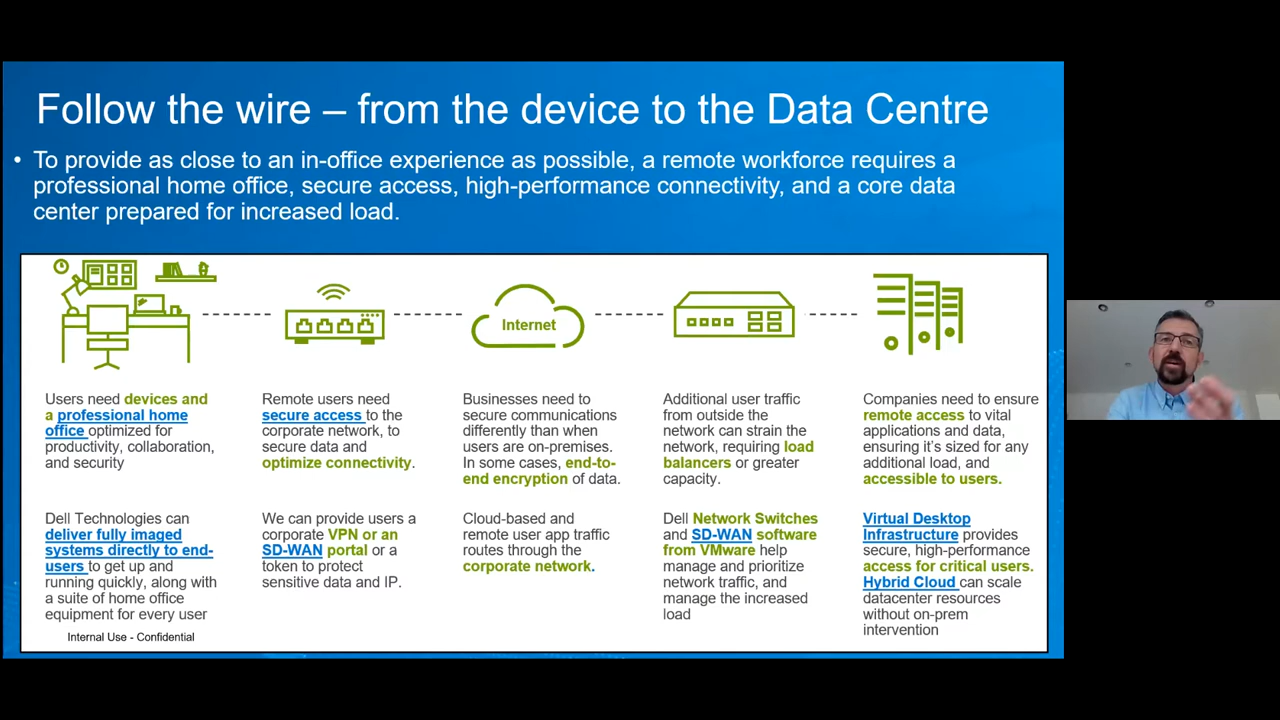 Follow the wire – from the device to the Data Centre
• To provide as close to an in-office experience as possible, a remote workforce requires a
professional home office, secure access, high-performance connectivity, and a core data
center prepared for increased load.
Internet
Users need devices and
a professional home
office optimized for
productivity, collaboration,
and security
Remote users need
secure access to the
corporate network, to
secure data and
optimize connectivity.
Businesses need to
secure communications
differently than when
users are on-premises.
In some cases, end-to-
end encryption of data.
Additional user traffic
from outside the
network can strain the
network, requiring load
balancers or greater
capacity.
Companies need to ensure
remote access to vital
applications and data,
ensuring it's sized for any
additional load, and
accessible to users.
Dell Technologies can
deliver fully imaged
systems directly to end-
users to get up and
running quickly, along with
a suite of home office
equipment for every user
We can provide users a
corporate VPN or an
SD-WAN portal or a
token to protect
sensitive data and IP.
Cloud-based and
remote user app traffic
routes through the
corporate network.
Dell Network Switches
and SD-WAN software
from VMware help
manage and prioritize
network traffic, and
manage the increased
load
Virtual Desktop
Infrastructure provides
secure, high-performance
access for critical users.
Hybrid Cloud can scale
datacenter resources
without on-prem
intervention
Internal Use - Confidential